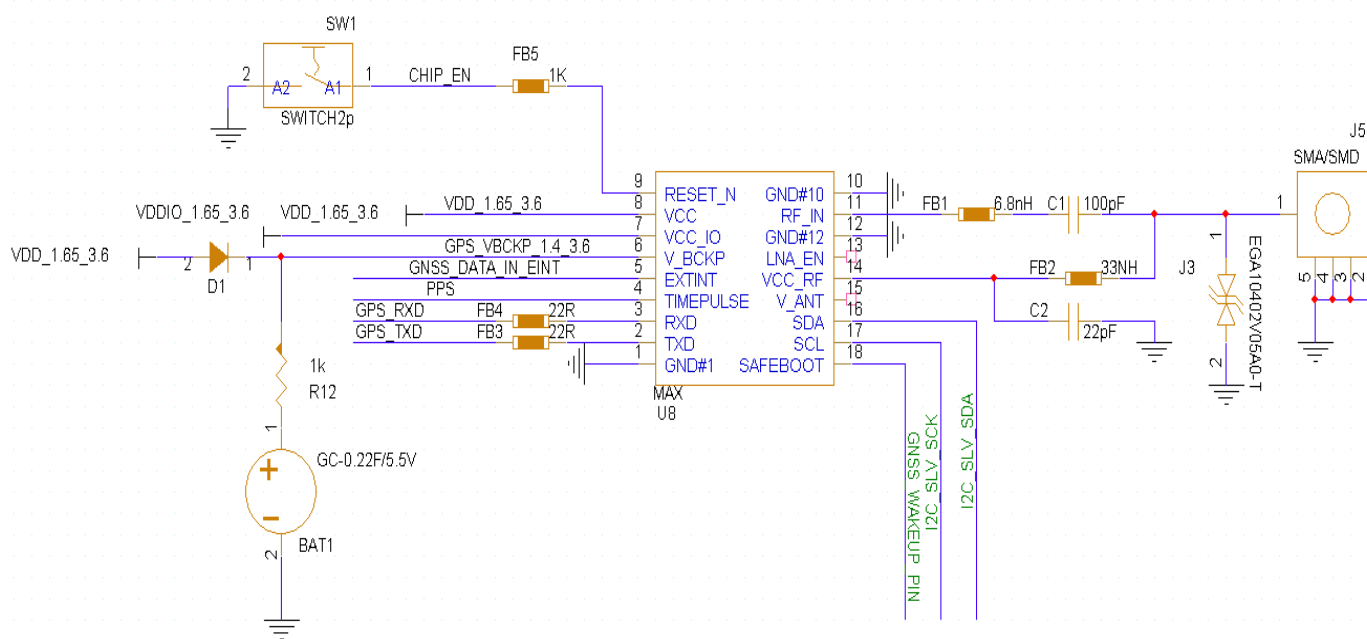 SW1
FB5
2
A2
A1
1
CHIP_EN
1K
SWITCH2p
J5
SMA/SMD
9
RESET_N
GND#10
10
VDDIO_1.65_3.6
VDD_1.65_3.6
VDD_1.65_3.6
8
VCC
RF_IN
11
FB1
6.8nH
C1
100pF
1
7
VCC_IO
GND#12
12
VDD_1.65_3.6
2
D1
1
GPS_VBCKP_1.4_3.6
6
V_BCKP
LNA_EN
13
GNSS_DATA_IN_EINT
5
EXTINT
VCC_RF
14
FB2
33NH
J3
1
2
EGA10402V05A0-T
5
4
3
2
PPS
4
TIMEPULSE
V_ANT
15
GPS_RXD
FB4
22R
3
RXD
SDA
16
C2
22pF
GPS_TXD
FB3
22R
2
TXD
SCL
17
1
GND#1
SAFEBOOT
18
MAX
U8
1k
R12
1
GC-0.22F/5.5V
+
−
BAT1
2
GNSS WAKEUP PIN
I2C_SLV_SCK
I2C_SLV_SDA